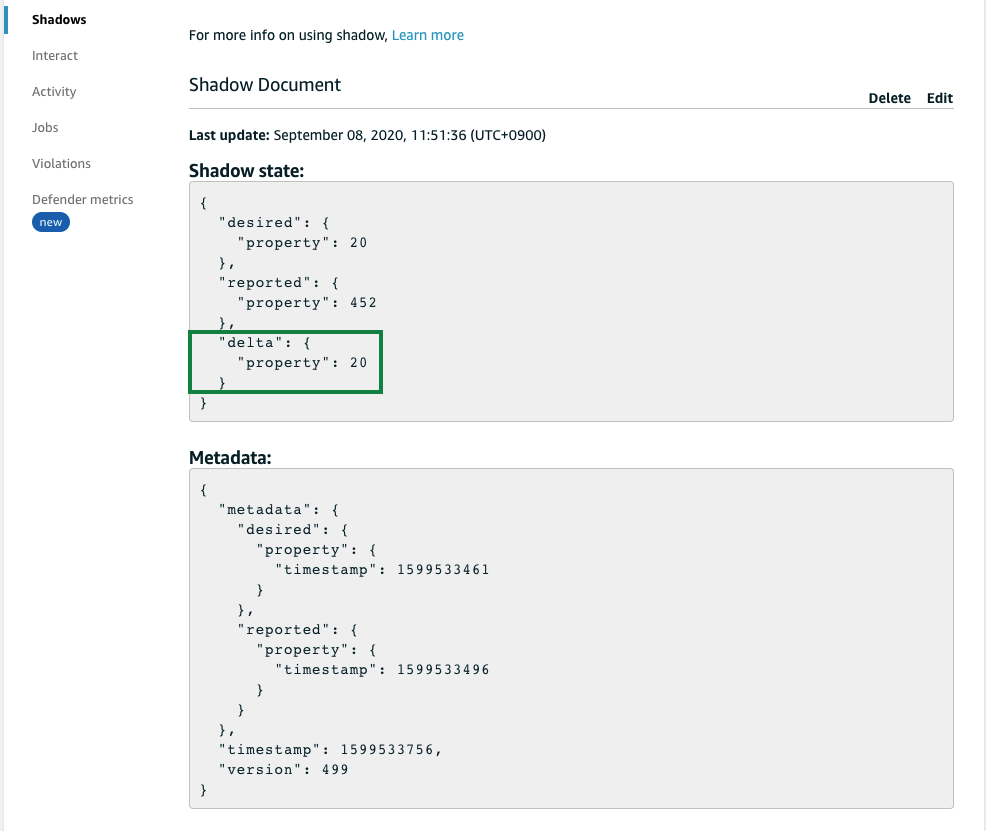 Shadows
Interact
Activity
Jobs
Violations
Defender metrics
new
For more info on using shadow, Learn more
Shadow Document
Delete Edit
Last update: September 08, 2020, 11:51:36 (UTC+0900)
Shadow state:
{
  "desired": {
    "property": 20
  },
  "reported": {
    "property": 452
  },
  "delta": {
    "property": 20
  }
}
Metadata:
{
  "metadata": {
    "desired": {
      "property": {
        "timestamp": 1599533461
      }
    },
    "reported": {
      "property": {
        "timestamp": 1599533496
      }
    }
  },
  "timestamp": 1599533756,
  "version": 499
}